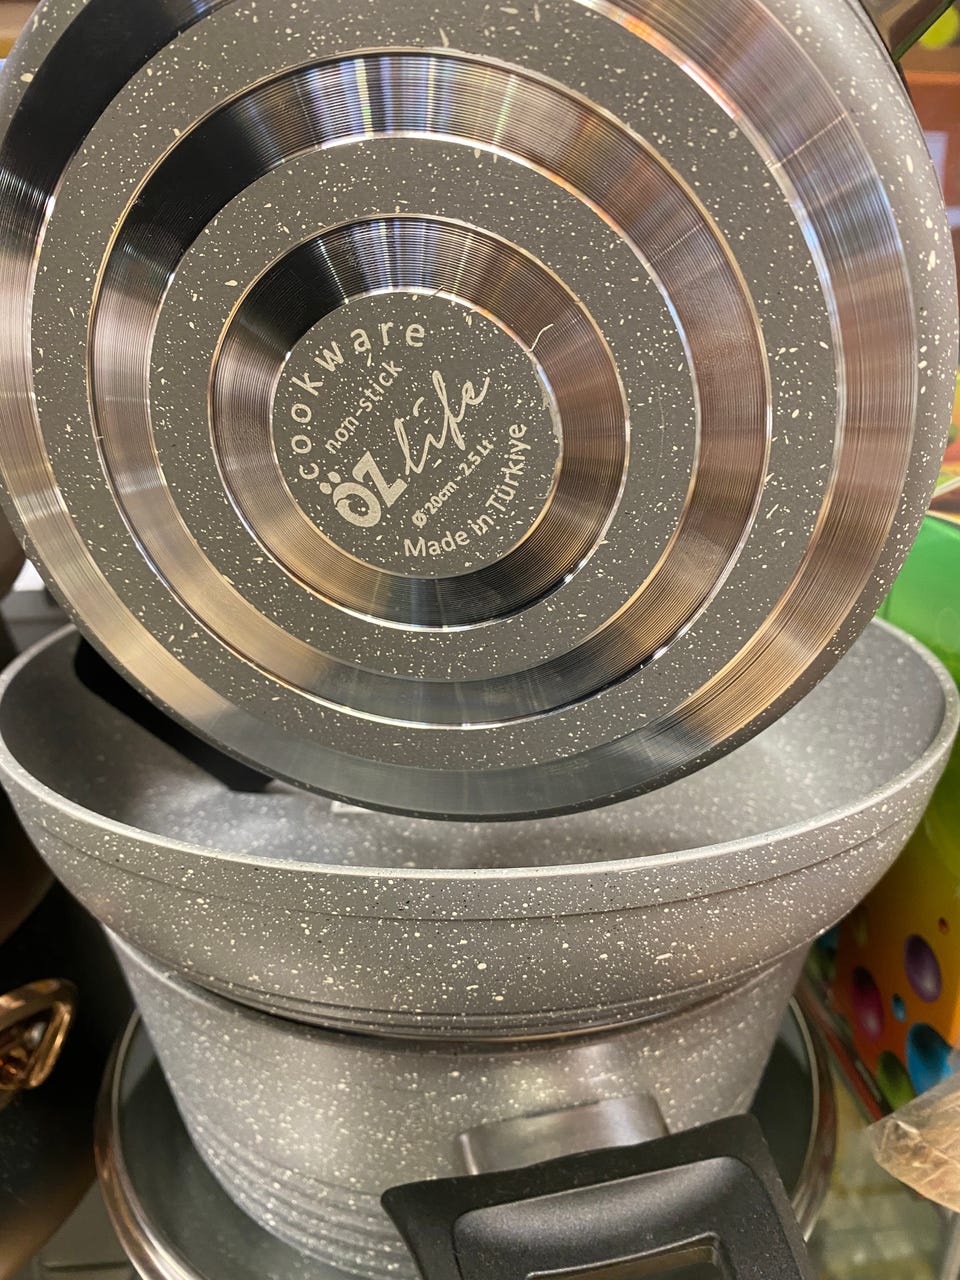 cookware
non-stick
ÖZ life
Ø:20cm - 2.5 Lt
Made in Türkiye